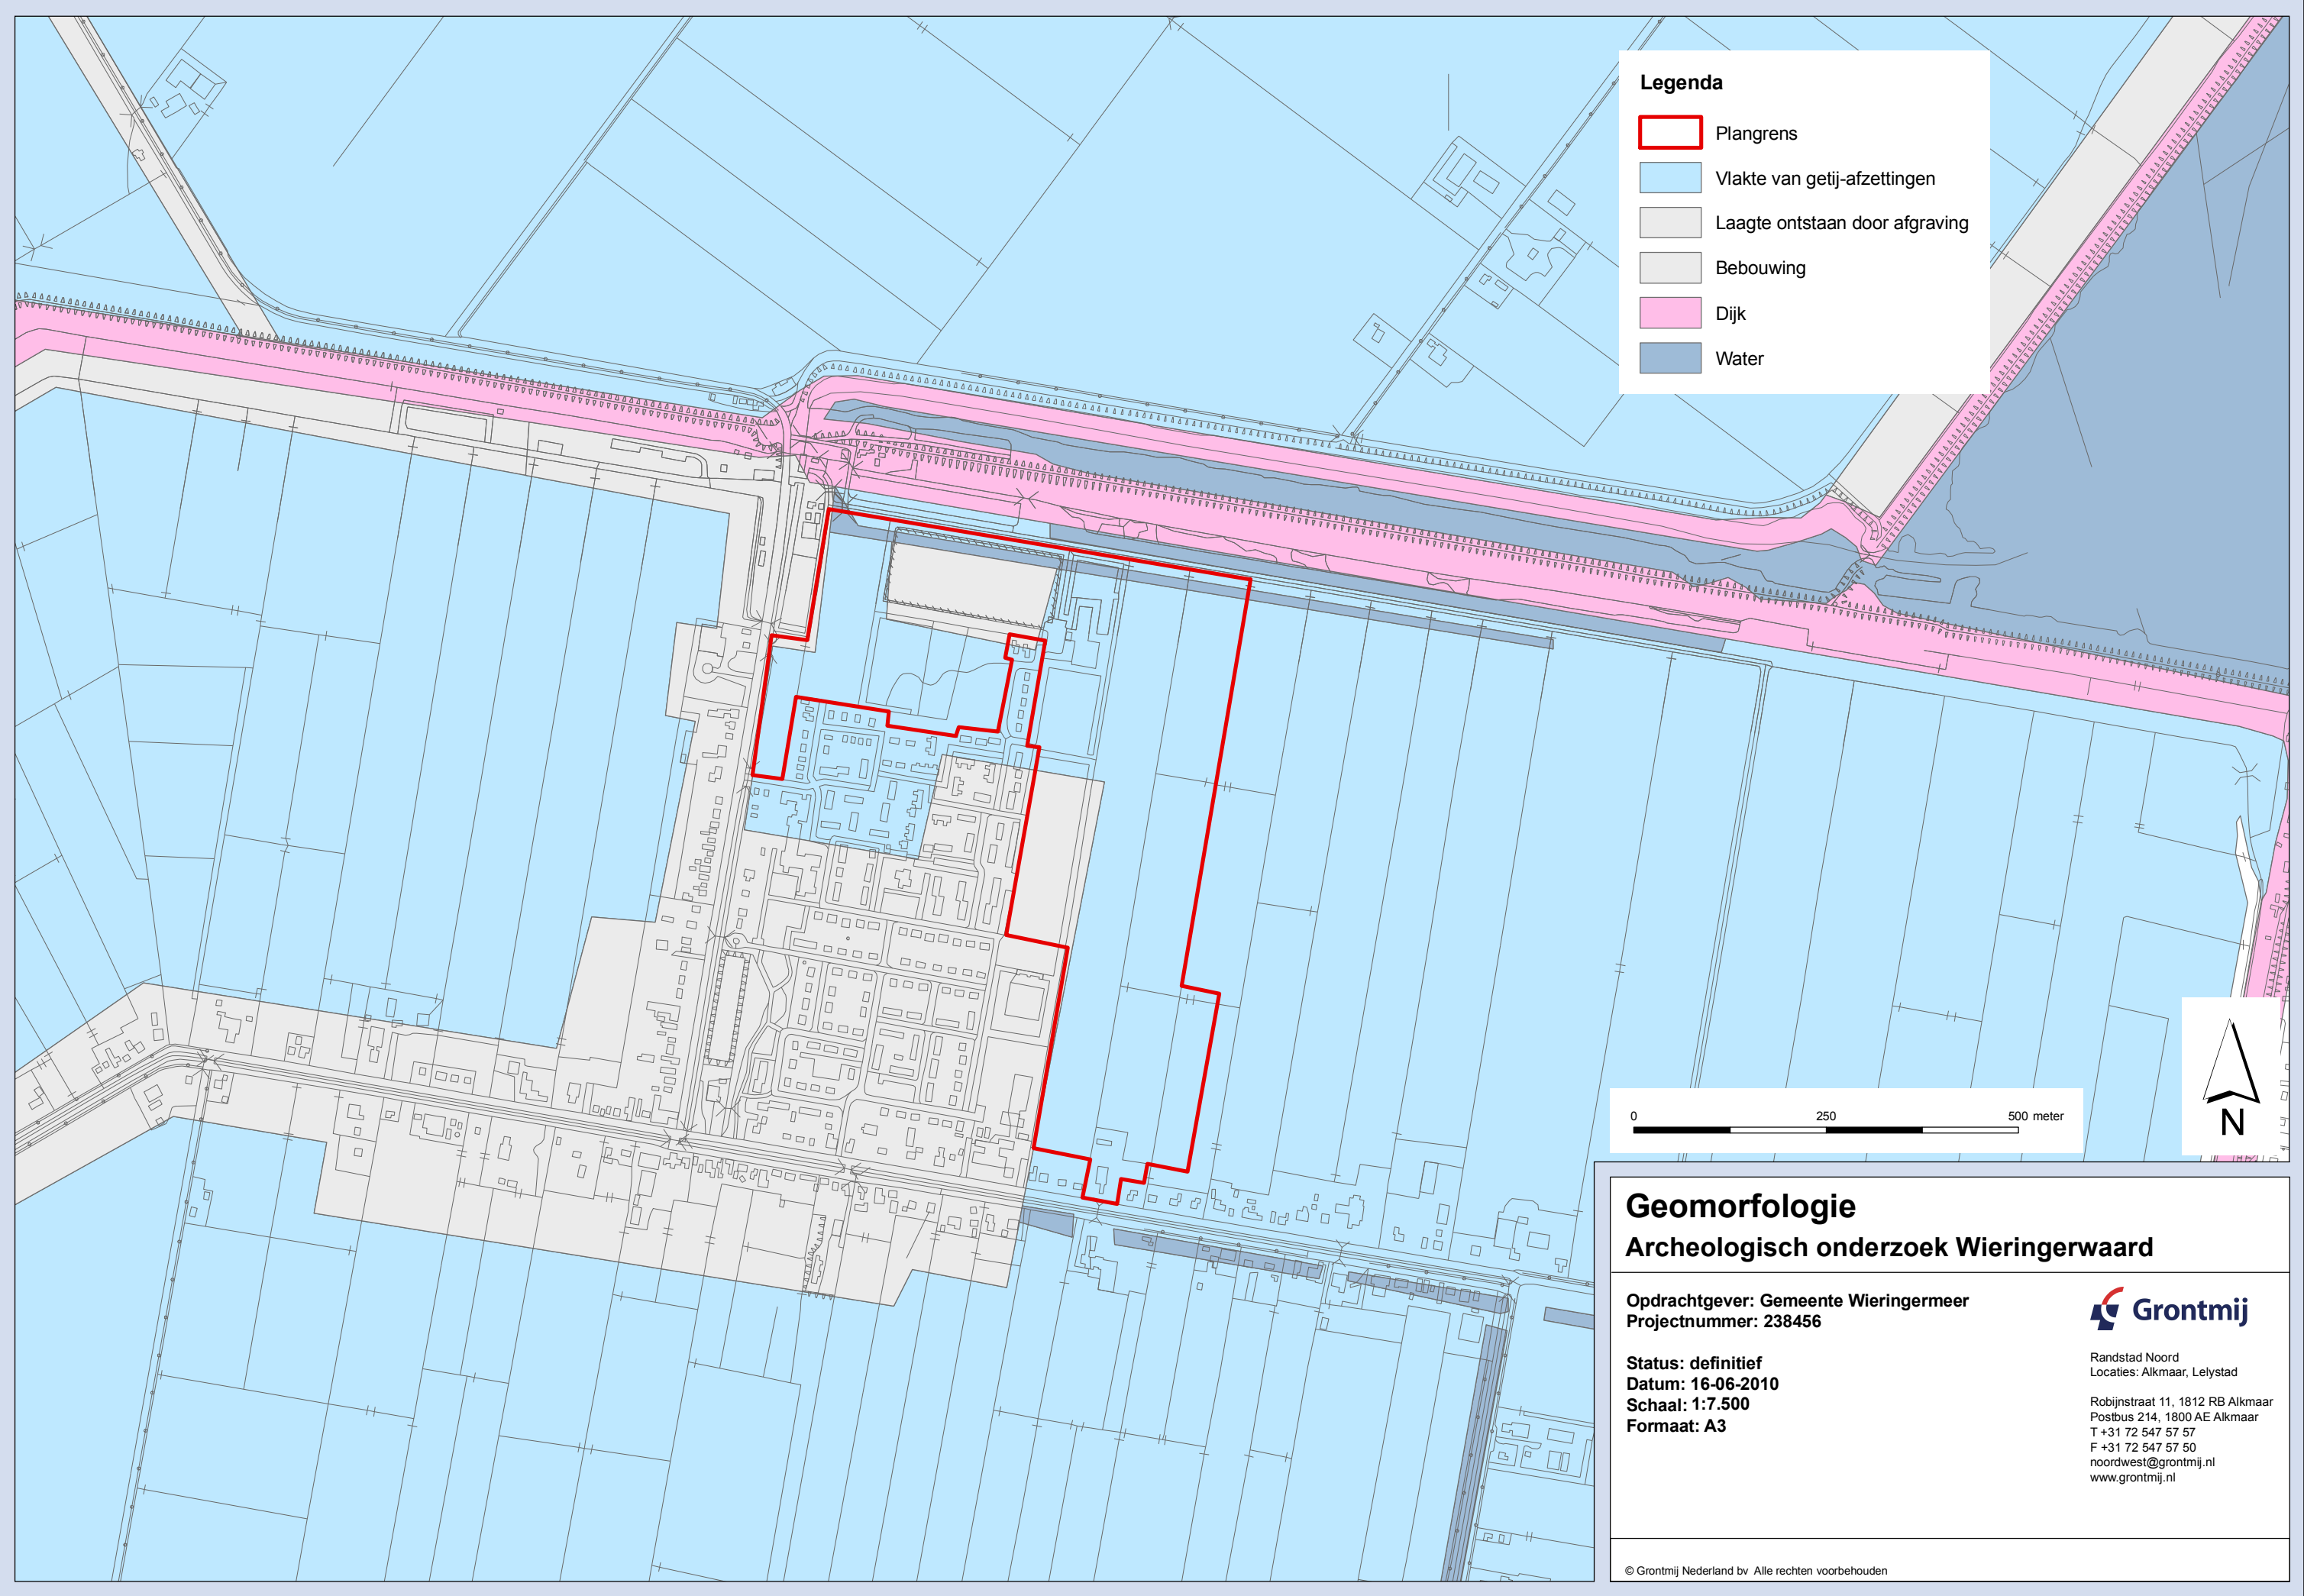 Legenda
Plangrens
Vlakte van getij-afzettingen
Laagte ontstaan door afgraving
Bebouwing
Dijk
Water
0 250 500 meter
N
Geomorfologie
Archeologisch onderzoek Wieringerwaard
Opdrachtgever: Gemeente Wieringermeer
Projectnummer: 238456
Status: definitief
Datum: 16-06-2010
Schaal: 1:7.500
Formaat: A3
Grontmij
Randstad Noord
Locaties: Alkmaar, Lelystad
Robijnstraat 11, 1812 RB Alkmaar
Postbus 214, 1800 AE Alkmaar
T +31 72 547 57 57
F +31 72 547 57 50
noordwest@grontmij.nl
www.grontmij.nl
© Grontmij Nederland bv Alle rechten voorbehouden